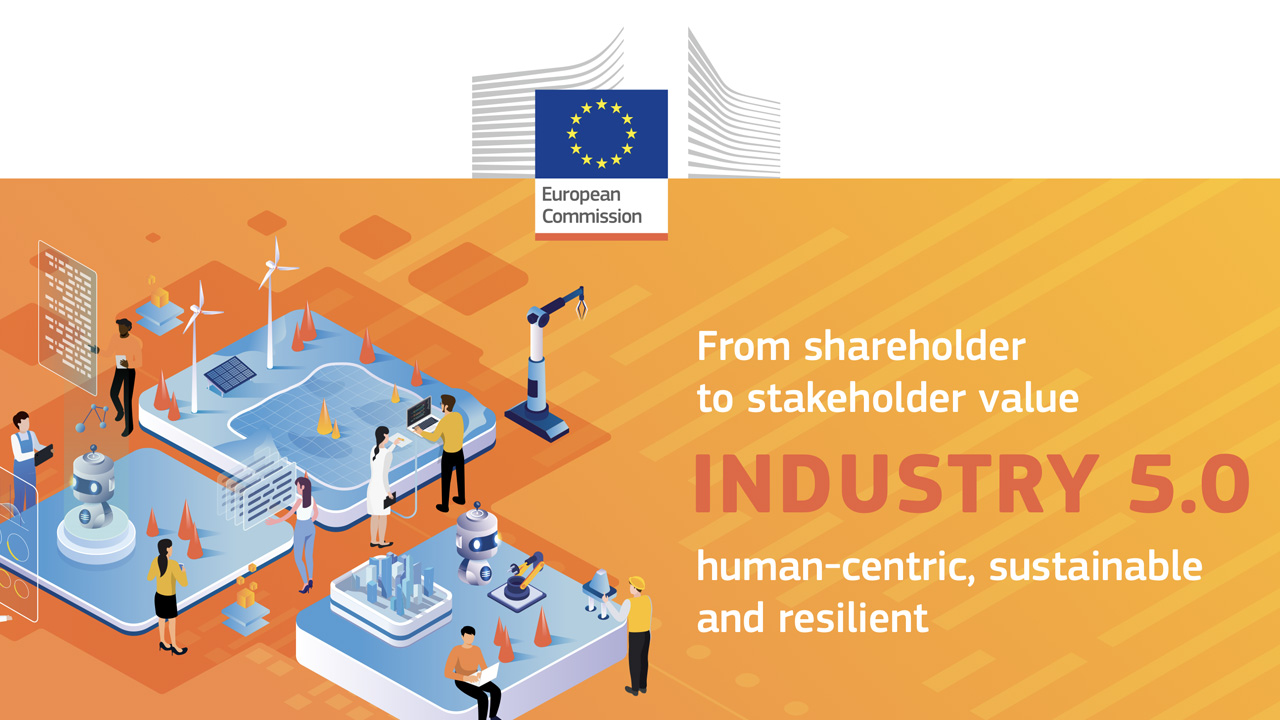 European
Commission
From shareholder
to stakeholder value
INDUSTRY 5.0
human-centric, sustainable
and resilient